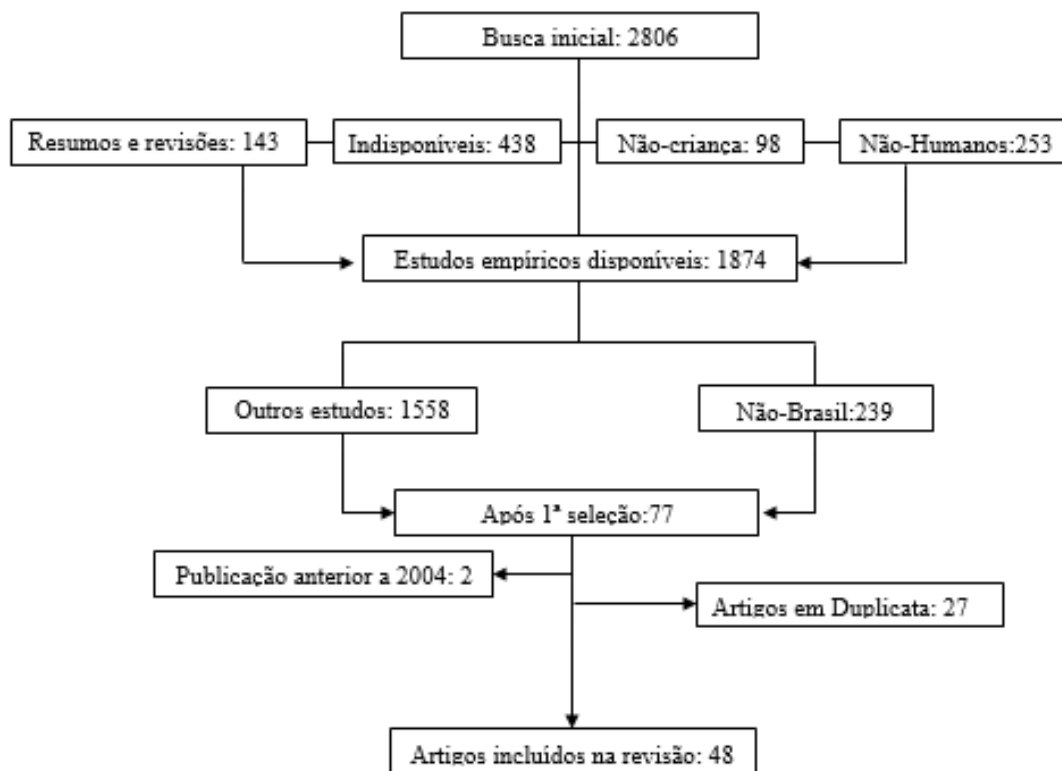 Busca inicial: 2806
Resumos e revisões: 143
Indisponíveis: 438
Não-criança: 98
Não-Humanos:253
Estudos empíricos disponíveis: 1874
Outros estudos: 1558
Não-Brasil:239
Após 1ª seleção:77
Publicação anterior a 2004: 2
Artigos em Duplicata: 27
Artigos incluídos na revisão: 48